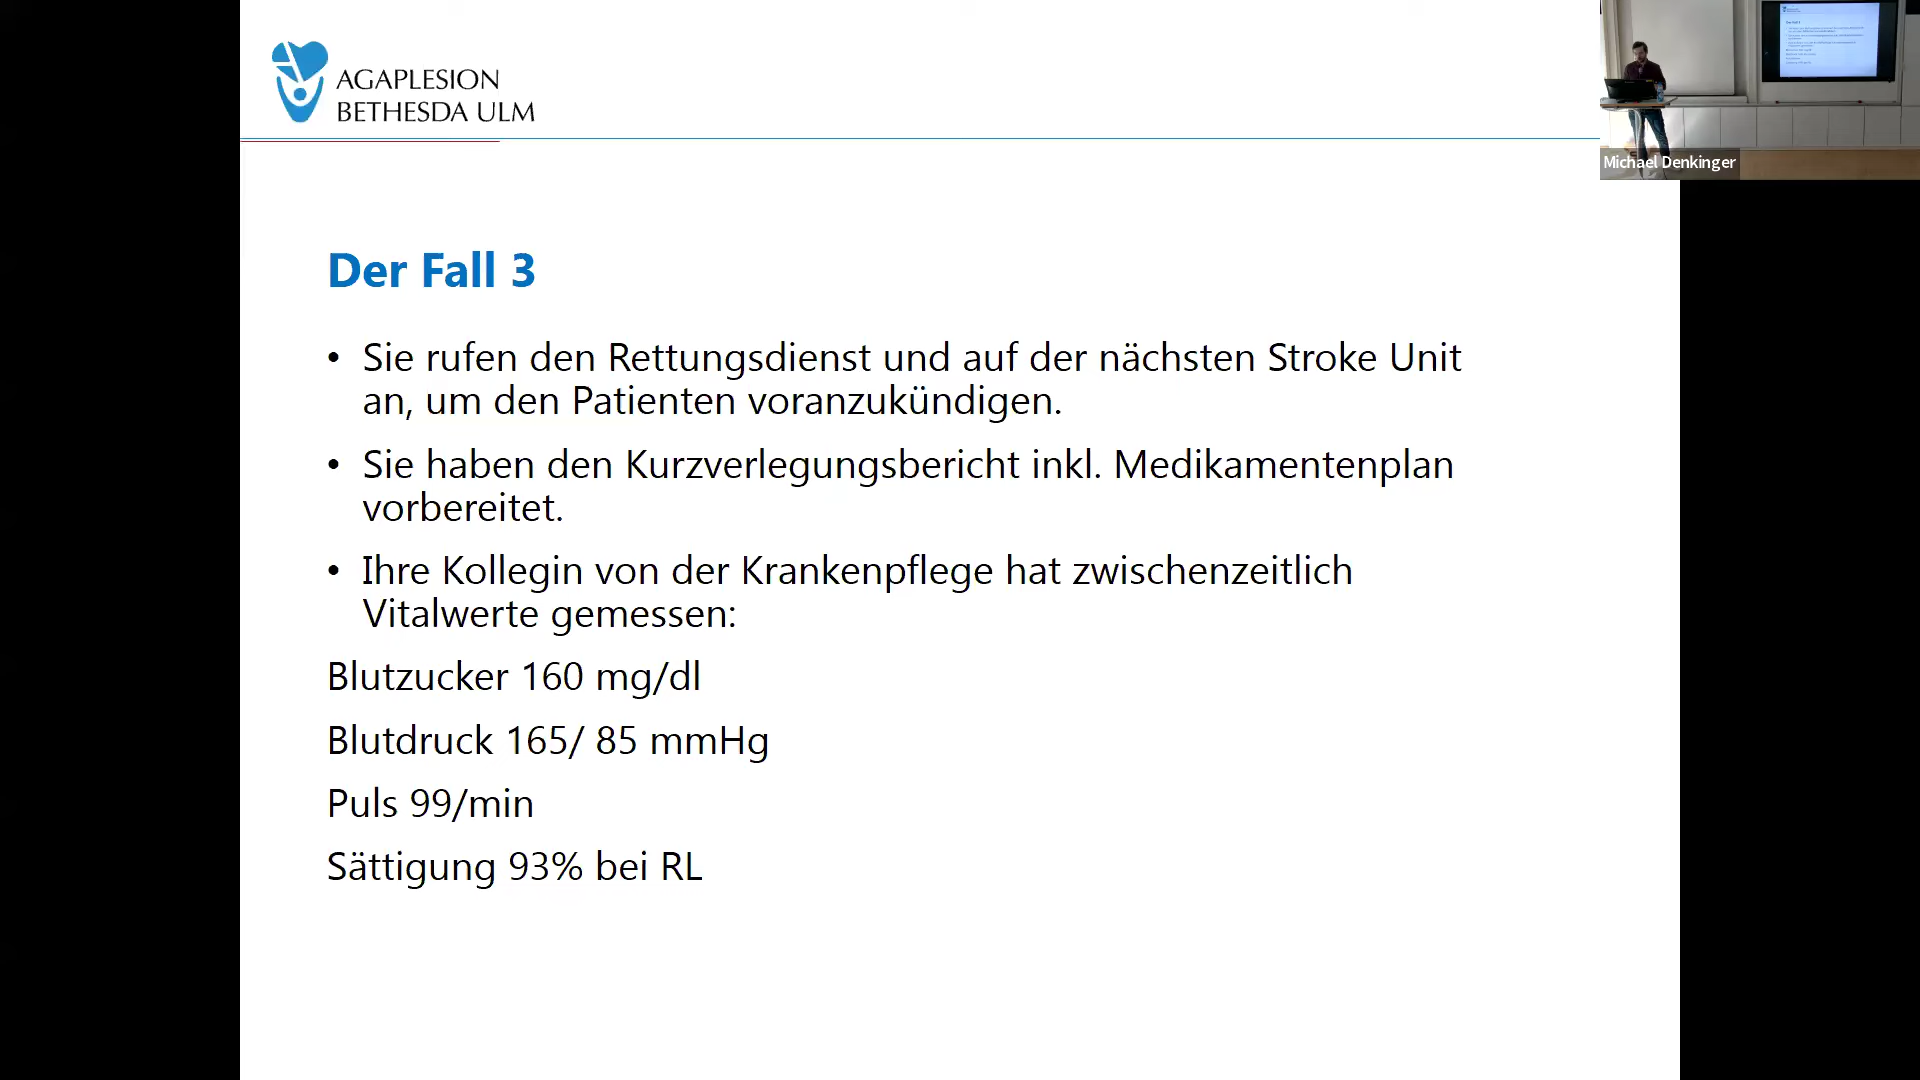 AGAPLESION
BETHESDA ULM
Michael Denkinger
Der Fall 3
• Sie rufen den Rettungsdienst und auf der nächsten Stroke Unit
an, um den Patienten voranzukündigen.
• Sie haben den Kurzverlegungsbericht inkl. Medikamentenplan
vorbereitet.
• Ihre Kollegin von der Krankenpflege hat zwischenzeitlich
Vitalwerte gemessen:
Blutzucker 160 mg/dl
Blutdruck 165/ 85 mmHg
Puls 99/min
Sättigung 93% bei RL